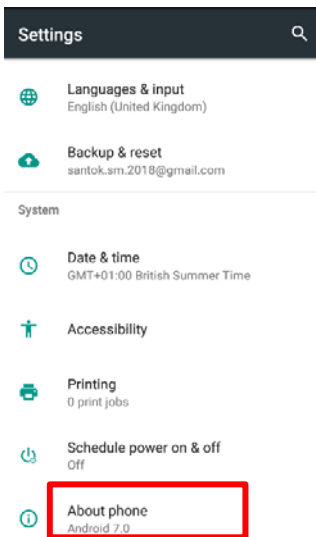 Settings
Languages & input
English (United Kingdom)
Backup & reset
santok.sm.2018@gmail.com
System
Date & time
GMT+01:00 British Summer Time
Accessibility
Printing
0 print jobs
Schedule power on & off
Off
About phone
Android 7.0